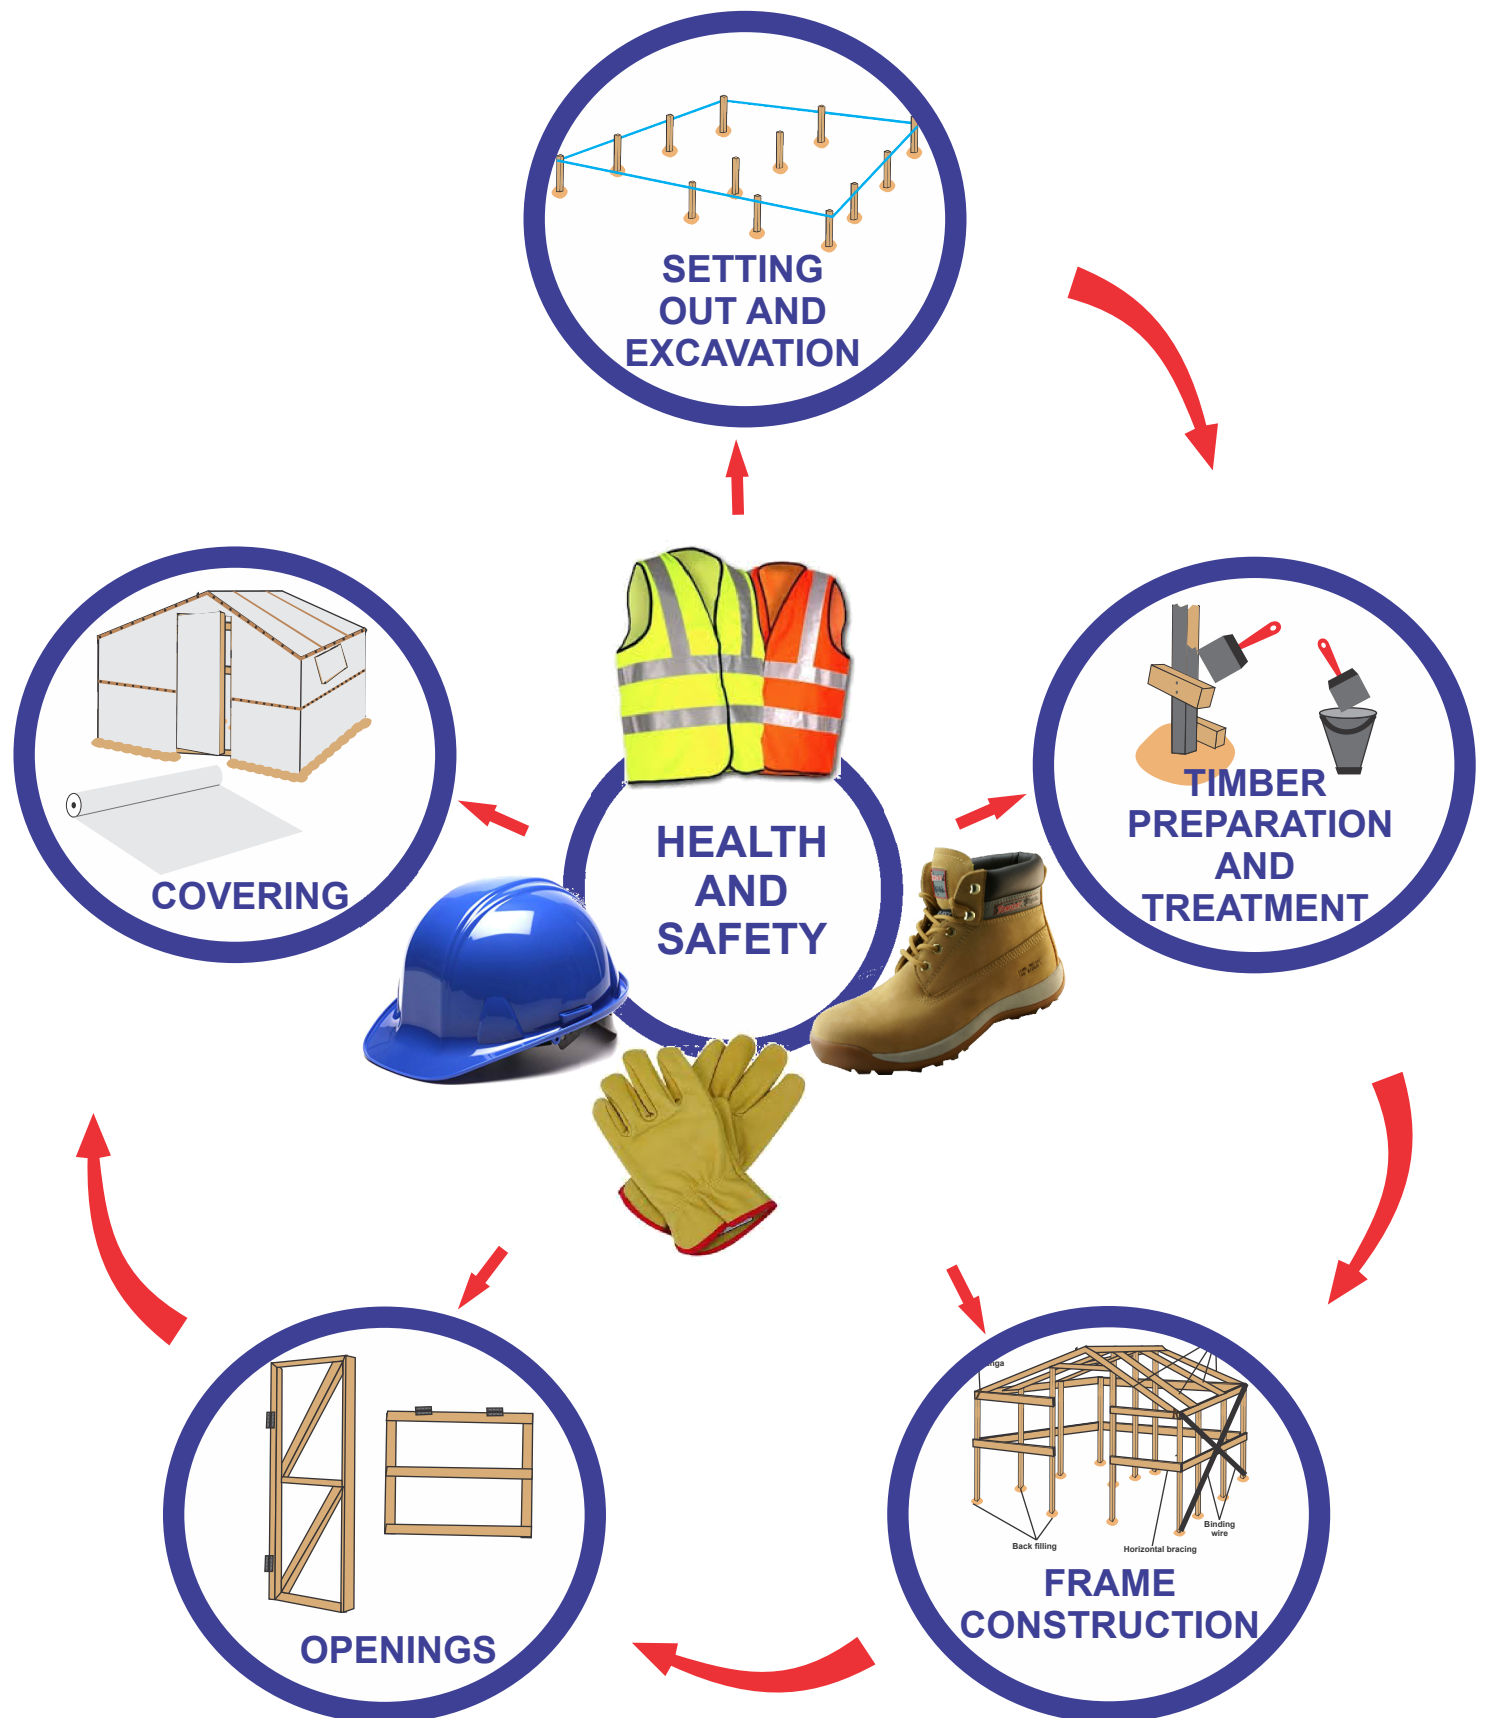 SETTING
OUT AND
EXCAVATION
COVERING
HEALTH
AND
SAFETY
TIMBER
PREPARATION
AND
TREATMENT
OPENINGS
Back filling
Horizontal bracing
Binding
wire
FRAME
CONSTRUCTION